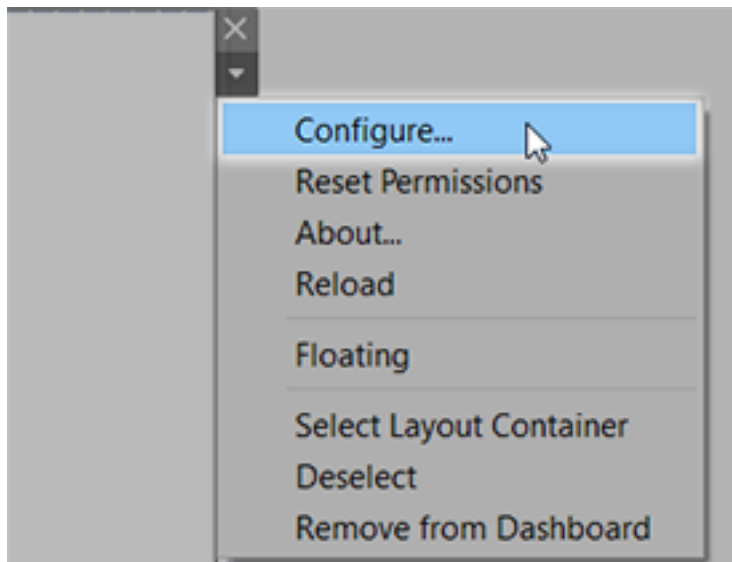 Configure...
Reset Permissions
About...
Reload
Floating
Select Layout Container
Deselect
Remove from Dashboard